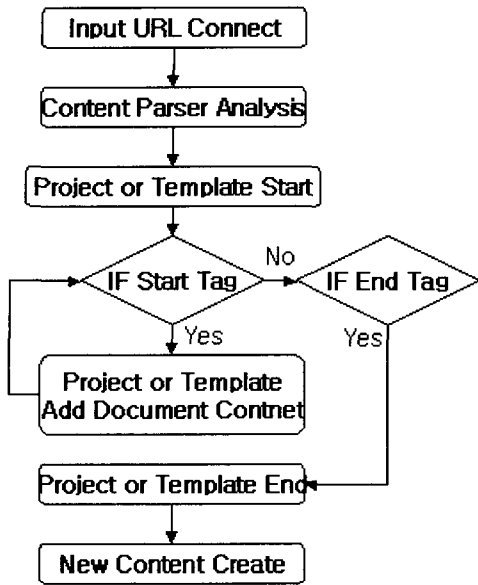 Input URL Connect
Content Parser Analysis
Project or Template Start
IF Start Tag
No
IF End Tag
Yes
Yes
Project or Template
Add Document Contnet
Project or Template End
New Content Create